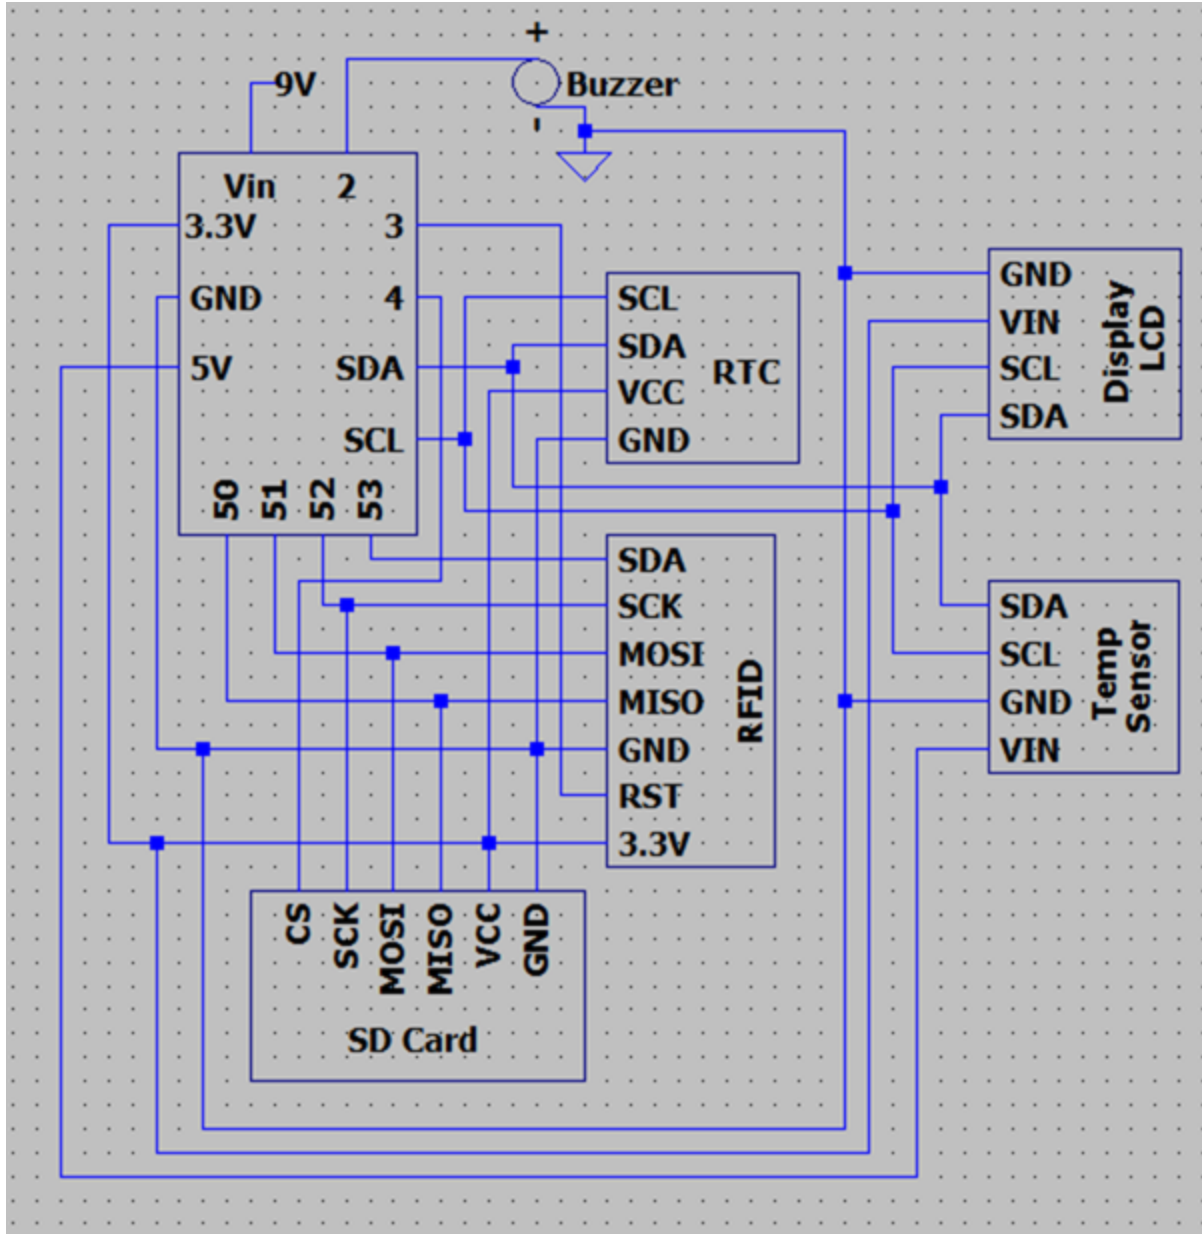 +
9V
Buzzer
-
Vin
2
3.3V
3
GND
4
5V
SDA
SCL
50
51
52
53
SCL
SDA
VCC
GND
RTC
GND
VIN
SCL
SDA
Display
LCD
SDA
SCK
MOSI
MISO
GND
RST
3.3V
RFID
SDA
SCL
GND
VIN
Temp
Sensor
CS
SCK
MOSI
MISO
VCC
GND
SD Card